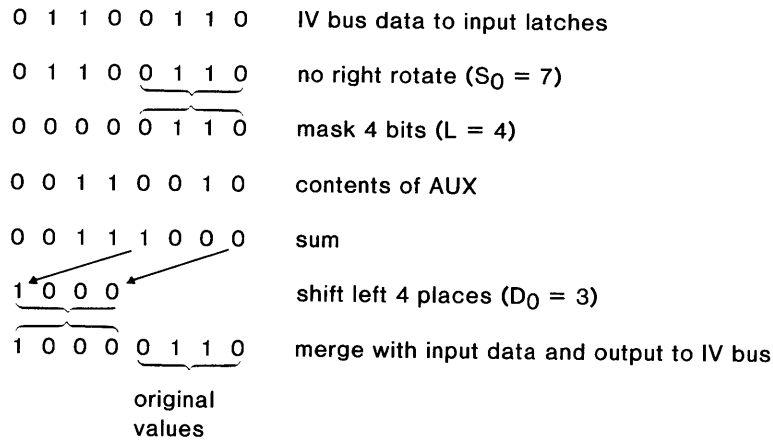 0 1 1 0 0 1 1 0 IV bus data to input latches
0 1 1 0 0 1 1 0 no right rotate (S0 = 7)
0 0 0 0 0 1 1 0 mask 4 bits (L = 4)
0 0 1 1 0 0 1 0 contents of AUX
0 0 1 1 1 0 0 0 sum
1 0 0 0 shift left 4 places (D0 = 3)
1 0 0 0 0 1 1 0 merge with input data and output to IV bus
original
values